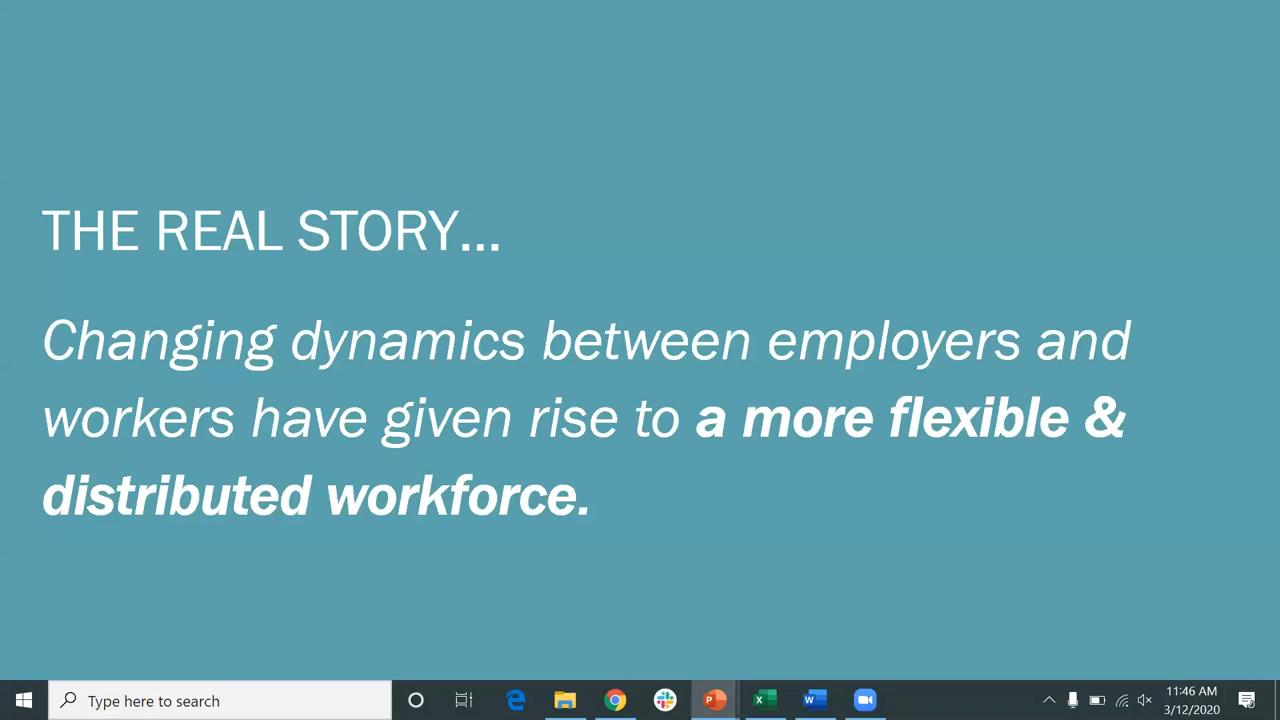 THE REAL STORY...
Changing dynamics between employers and
workers have given rise to a more flexible &
distributed workforce.
Type here to search
11:46 AM
3/12/2020